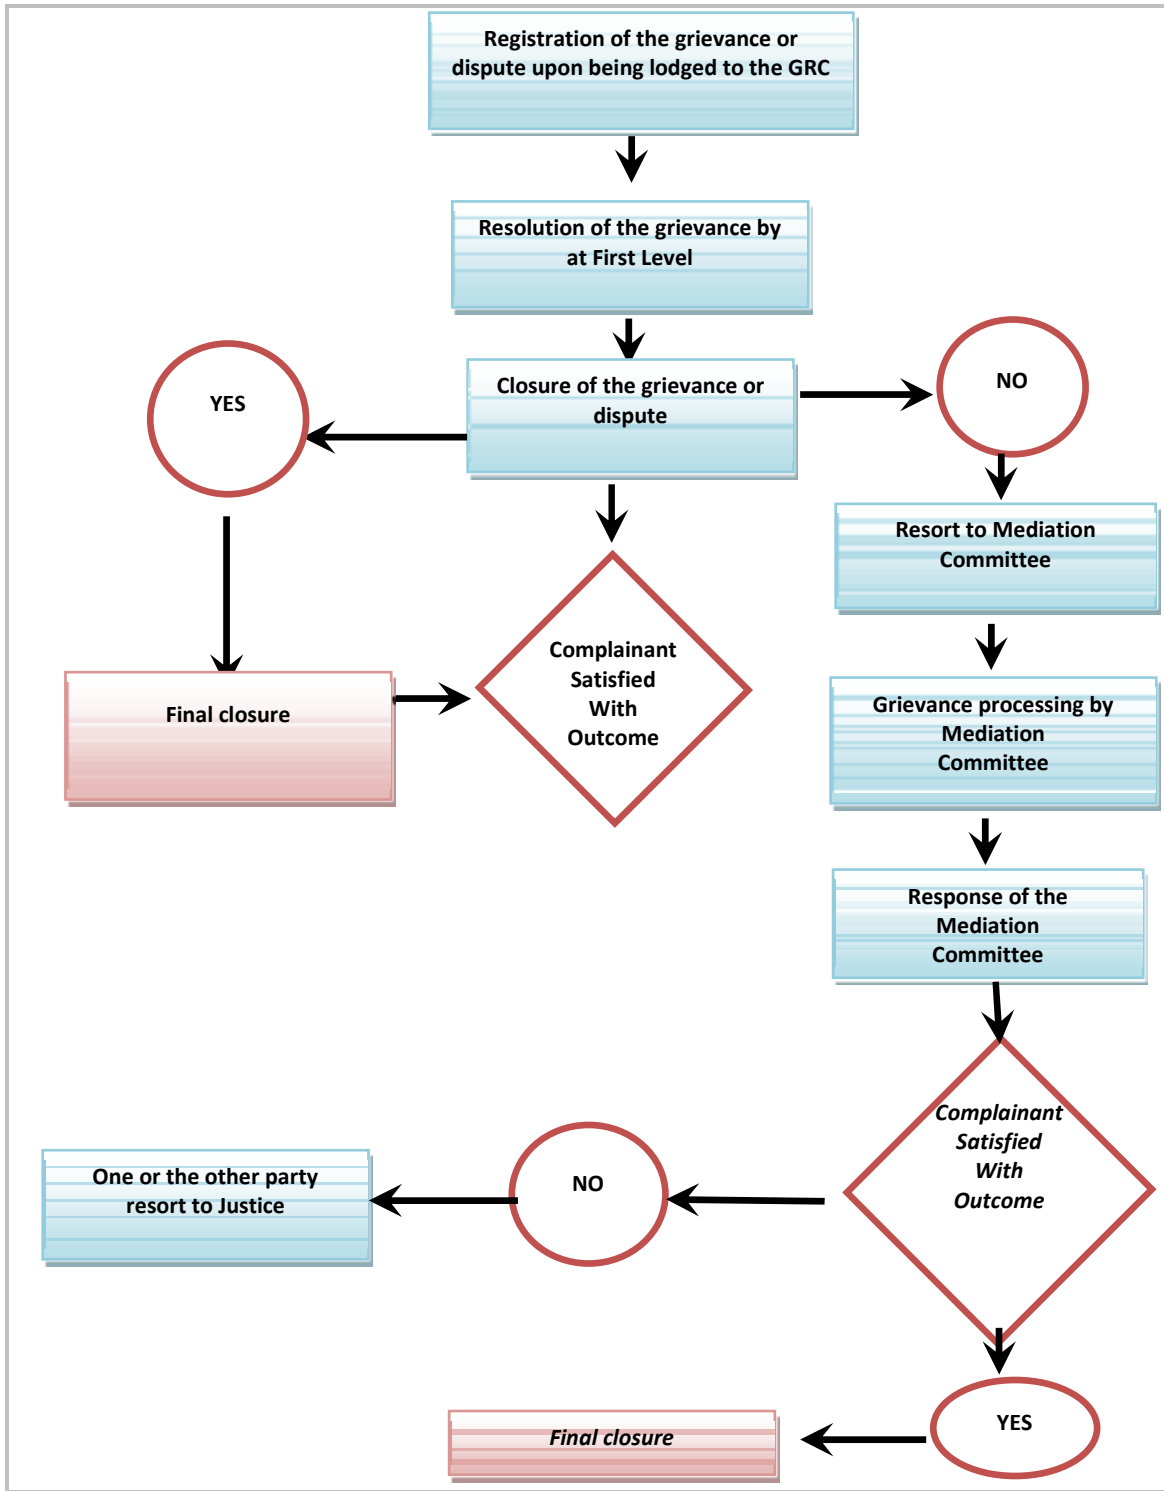 Registration of the grievance or
dispute upon being lodged to the GRC
Resolution of the grievance by
at First Level
YES
Closure of the grievance or
dispute
NO
Resort to Mediation
Committee
Complainant
Satisfied
With
Outcome
Final closure
Grievance processing by
Mediation
Committee
Response of the
Mediation
Committee
Complainant
Satisfied
With
Outcome
NO
One or the other party
resort to Justice
YES
Final closure